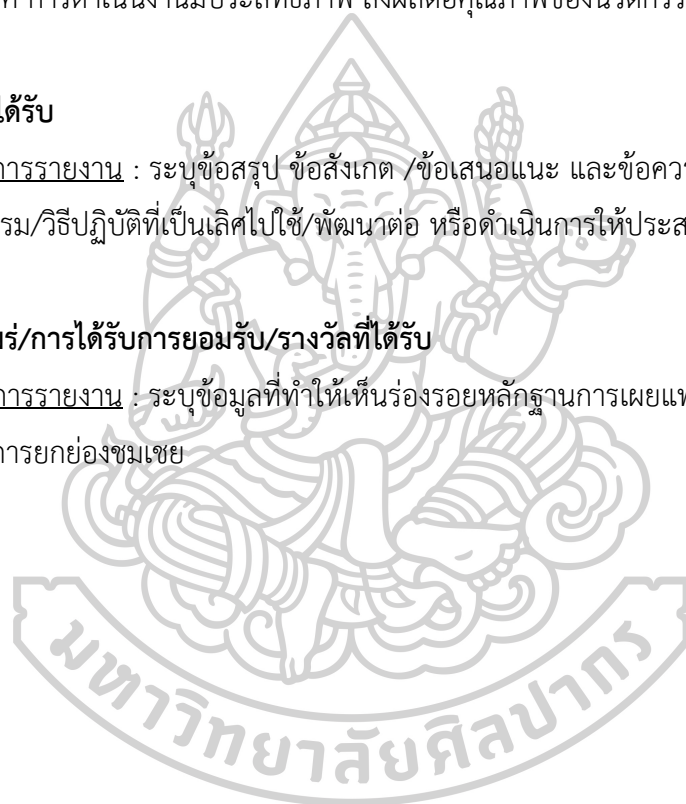 การดำเนินงานมีประสิทธิภาพ ส่งผลต่อคุณภาพของนวัตกรร
ได้รับ
การรายงาน : ระบุข้อสรุป ข้อสังเกต /ข้อเสนอแนะ และข้อควร
รม/วิธีปฏิบัติที่เป็นเลิศไปใช้/พัฒนาต่อ หรือดำเนินการให้ประส
ร่/การได้รับการยอมรับ/รางวัลที่ได้รับ
การรายงาน : ระบุข้อมูลที่ทำให้เห็นร่องรอยหลักฐานการเผยแพ
การยกย่องชมเชย
มหาวิทยาลัยศิลปากร